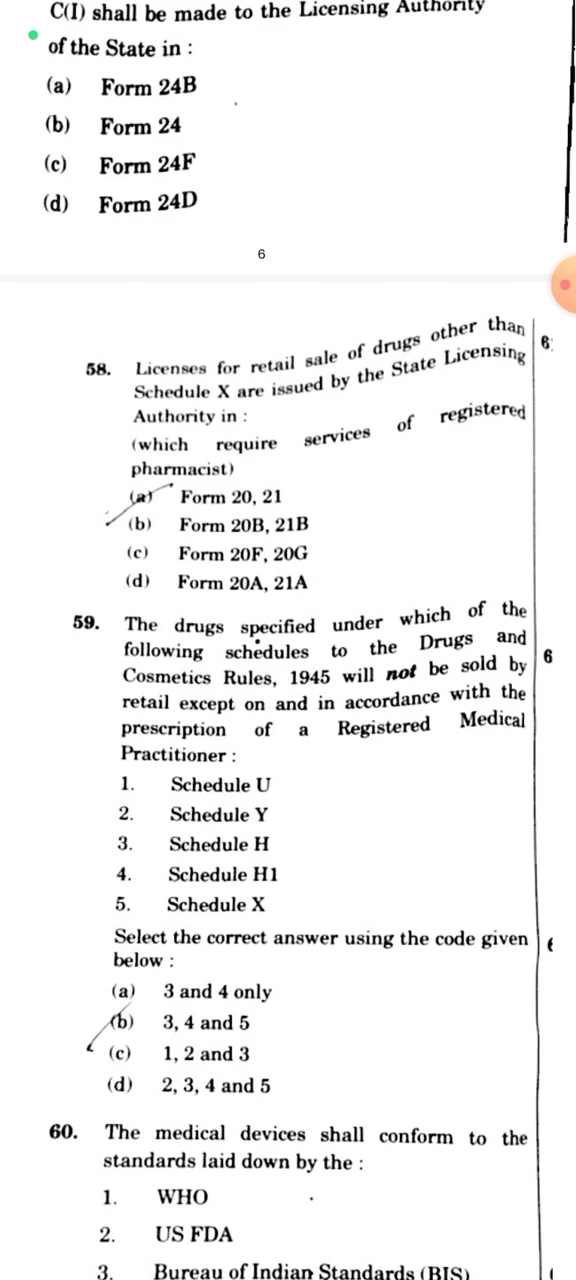 C(I) shall be made to the Licensing Authority
of the State in :
(a) Form 24B
(b) Form 24
(c) Form 24F
(d) Form 24D
6
58. Licenses for retail sale of drugs other than
Schedule X are issued by the State Licensing
Authority in :
(which require services of registered
pharmacist)
(a) Form 20, 21
(b) Form 20B, 21B
(c) Form 20F, 20G
(d) Form 20A, 21A
59. The drugs specified under which of the
following schedules to the Drugs and
Cosmetics Rules, 1945 will not be sold by
retail except on and in accordance with the
prescription of a Registered Medical
Practitioner :
1. Schedule U
2. Schedule Y
3. Schedule H
4. Schedule H1
5. Schedule X
Select the correct answer using the code given
below :
(a) 3 and 4 only
(b) 3, 4 and 5
(c) 1, 2 and 3
(d) 2, 3, 4 and 5
60. The medical devices shall conform to the
standards laid down by the :
1. WHO
2. US FDA
3. Bureau of Indian Standards (BIS)